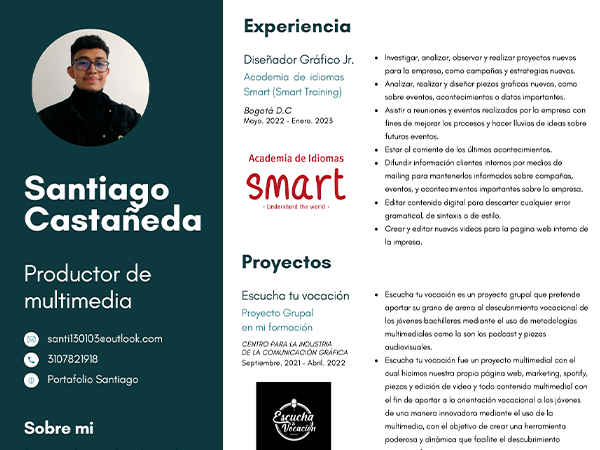 Santiago
Castañeda
Productor de
multimedia
santi130103@outlook.com
3107821918
Portafolio Santiago
Sobre mi
Experiencia
Diseñador Gráfico Jr.
Academia de idiomas
Smart (Smart Training)
Bogotá D.C
Mayo. 2022 - Enero. 2023
Academia de Idiomas
smart
- Understand the world -
• Investigar, analizar, observar y realizar proyectos nuevos
para la empresa, como campañas y estrategias nuevos.
• Analizar, realizar y diseñar piezas graficas nuevas, como
sobre eventos, acontecimientos o datos importantes.
• Asistir a reuniones y eventos realizados por la empresa con
fines de mejorar los procesos y hacer lluvias de ideas sobre
futuros eventos.
• Estar al corriente de los últimos acontecimientos.
• Difundir información clientes internos por medios de
mailing para mantenerlos informados sobre campañas,
eventos, y acontecimientos importantes sobre la empresa.
• Editar contenido digital para descartar cualquier error
gramatical, de sintaxis o de estilo.
• Crear y editar nuevos videos para la pagina web interna de
la impresa.
Proyectos
Escucha tu vocación
Proyecto Grupal
en mi formación
CENTRO PARA LA INDUSTRIA
DE LA COMUNICACIÓN GRÁFICA
Septiembre. 2021 - Abril. 2022
Escucha
Vocación
• Escucha tu vocación es un proyecto grupal que pretende
aportar su grano de arena al descubrimiento vocacional de
los jóvenes bachilleres mediante el uso de metodologías
multimediales como lo son los podcast y piezas
audiovisuales.
• Escucha tu vocación fue un proyecto multimedial con el
cual hicimos nuestra propia página web, marketing, spotify,
piezas y edición de video y todo contenido multimedial con
el fin de aportar a la orientación vocacional a los jóvenes
de una manera innovadora mediante el uso de la
multimedia, con el objetivo de crear una herramienta
poderosa y dinámica que facilite el descubrimiento